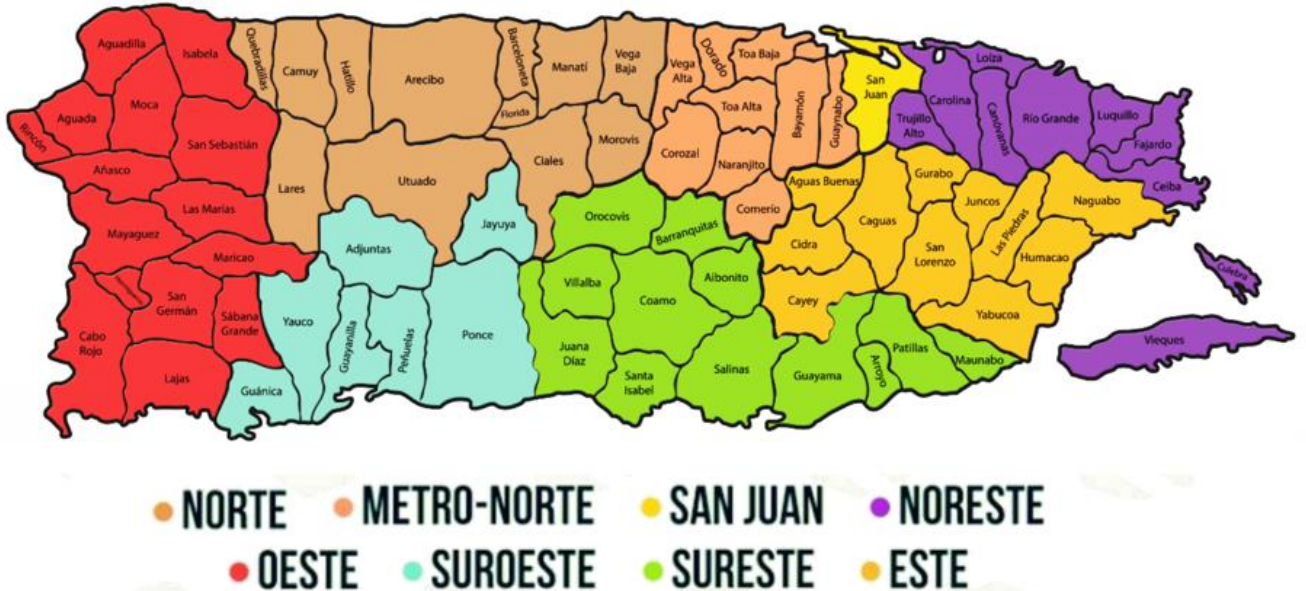 Aguadilla
Isabela
Quebradillas
Camuy
Hatillo
Arecibo
Barceloneta
Manatí
Vega
Baja
Vega
Alta
Dorado
Toa Baja
San
Juan
Loíza
Rincón
Aguada
Moca
San Sebastián
Florida
Morovis
Toa Alta
Bayamón
Guaynabo
Trujillo
Alto
Carolina
Canóvanas
Río Grande
Luquillo
Fajardo
Ceiba
Añasco
Lares
Utuado
Ciales
Corozal
Naranjito
Comerío
Aguas Buenas
Gurabo
Juncos
Las Piedras
Naguabo
Las Marías
Mayaguez
Maricao
Adjuntas
Jayuya
Orocovis
Barranquitas
Cidra
Caguas
San
Lorenzo
Humacao
Culebra
San
Germán
Sábana
Grande
Cabo
Rojo
Lajas
Yauco
Guayanilla
Peñuelas
Ponce
Guánica
Villalba
Coamo
Aibonito
Cayey
Yabucoa
Vieques
Juana
Díaz
Santa
Isabel
Salinas
Guayama
Arroyo
Patillas
Maunabo
NORTE
METRO-NORTE
SAN JUAN
NORESTE
OESTE
SUROESTE
SURESTE
ESTE